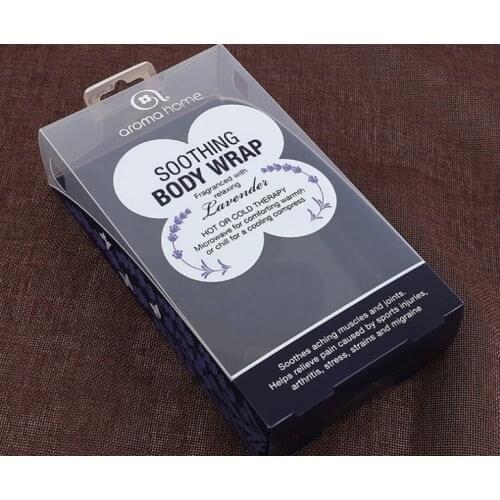 aroma home
SOOTHING
BODY WRAP
Fragranced with
relaxing
Lavender
HOT OR COLD THERAPY
Microwave for comforting warmth
or chill for a cooling compress
Soothes aching muscles and joints.
Helps relieve pain caused by sports injuries,
arthritis, stress, strains and migraine